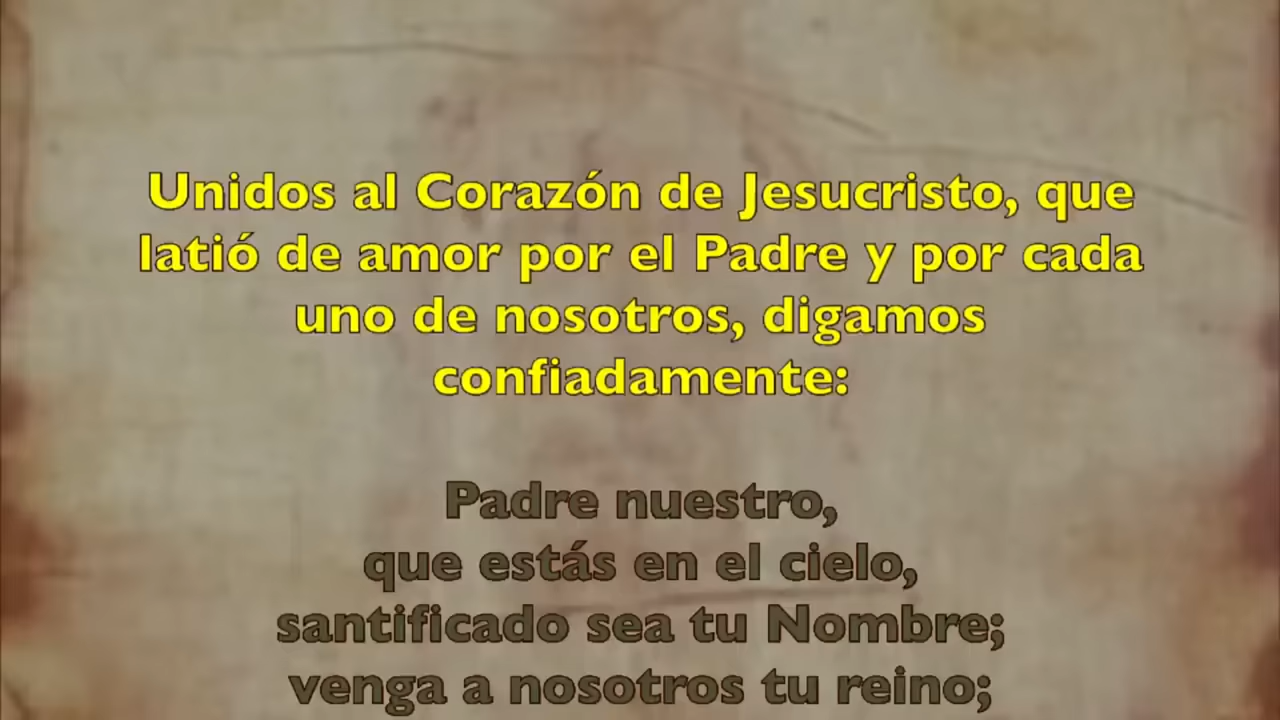 Unidos al Corazón de Jesucristo, que
latió de amor por el Padre y por cada
uno de nosotros, digamos
confiadamente:
Padre nuestro,
que estás en el cielo,
santificado sea tu Nombre;
venga a nosotros tu reino;